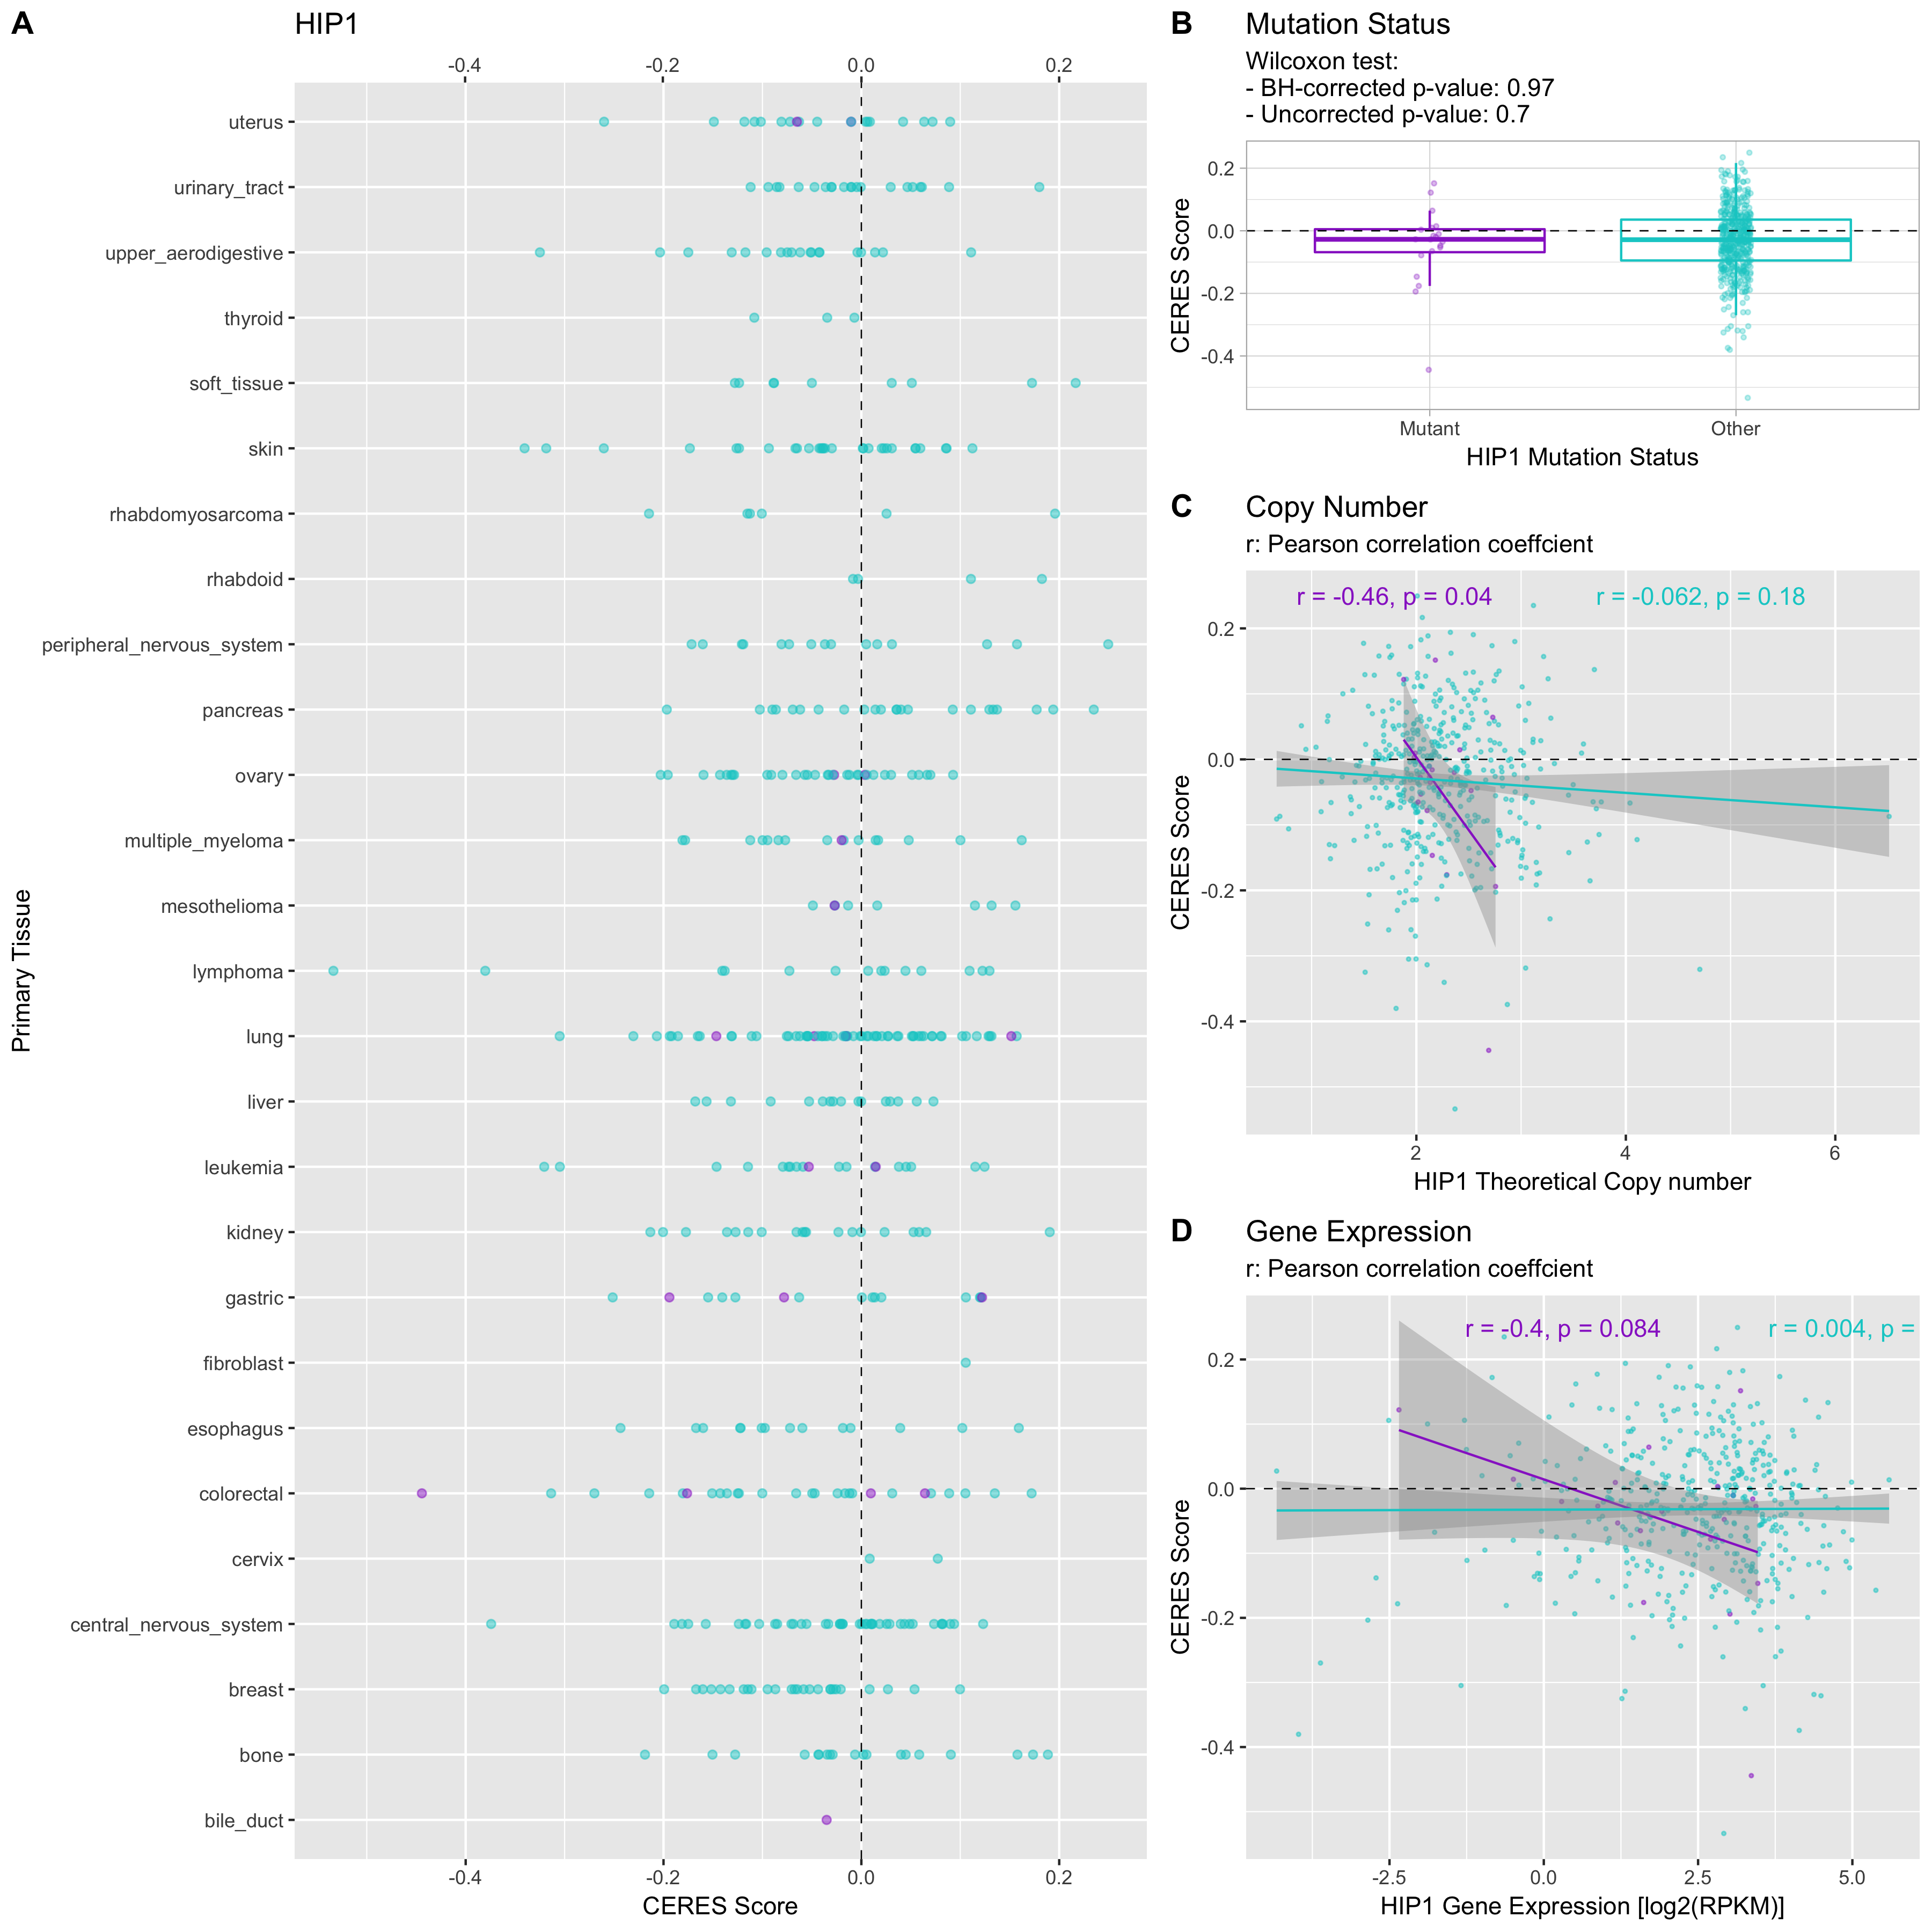 A
HIP1
-0.4 -0.2 0.0 0.2
uterus
urinary_tract
upper_aerodigestive
thyroid
soft_tissue
skin
rhabdomyosarcoma
rhabdoid
peripheral_nervous_system
pancreas
ovary
multiple_myeloma
mesothelioma
lymphoma
lung
liver
leukemia
kidney
gastric
fibroblast
esophagus
colorectal
cervix
central_nervous_system
breast
bone
bile_duct
Primary Tissue
-0.4 -0.2 0.0 0.2
CERES Score
B
Mutation Status
Wilcoxon test:
- BH-corrected p-value: 0.97
- Uncorrected p-value: 0.7
0.2
0.0
-0.2
-0.4
CERES Score
Mutant Other
HIP1 Mutation Status
C
Copy Number
r: Pearson correlation coeffcient
r = -0.46, p = 0.04 r = -0.062, p = 0.18
0.2
0.0
-0.2
-0.4
CERES Score
2 4 6
HIP1 Theoretical Copy number
D
Gene Expression
r: Pearson correlation coeffcient
r = -0.4, p = 0.084 r = 0.004, p =
0.2
0.0
-0.2
-0.4
CERES Score
-2.5 0.0 2.5 5.0
HIP1 Gene Expression [log2(RPKM)]